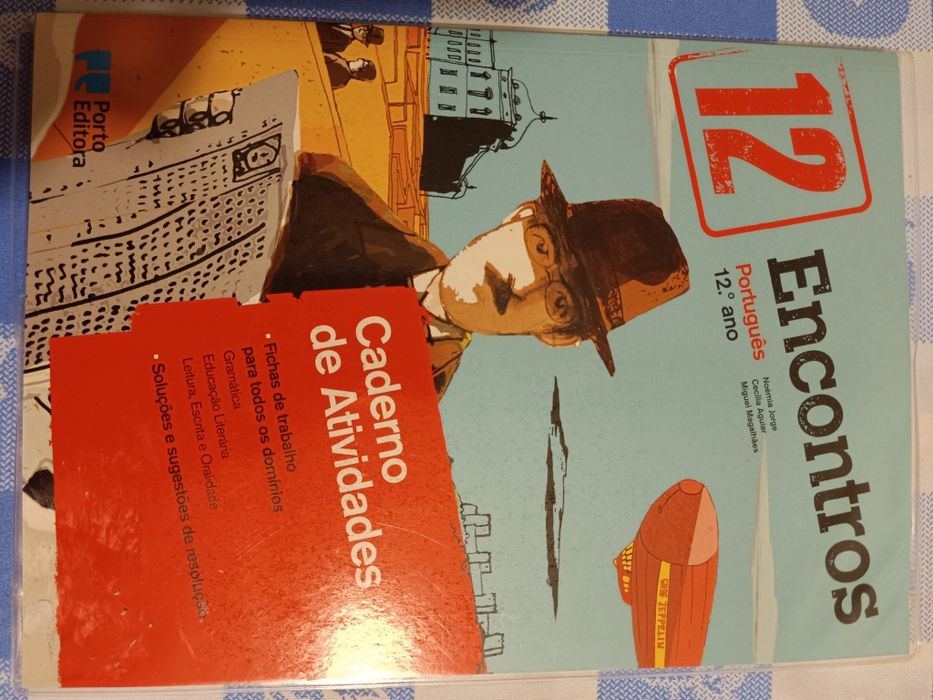 12
Encontros
Português
12.º ano
Noémia Jorge
Cecília Aguiar
Miguel Magalhães
GRAF ZEPPELIN
Caderno
de Atividades
· Fichas de trabalho
para todos os domínios
Gramática
Educação Literária
Leitura, Escrita e Oralidade
· Soluções e sugestões de resolução
Porto
Editora